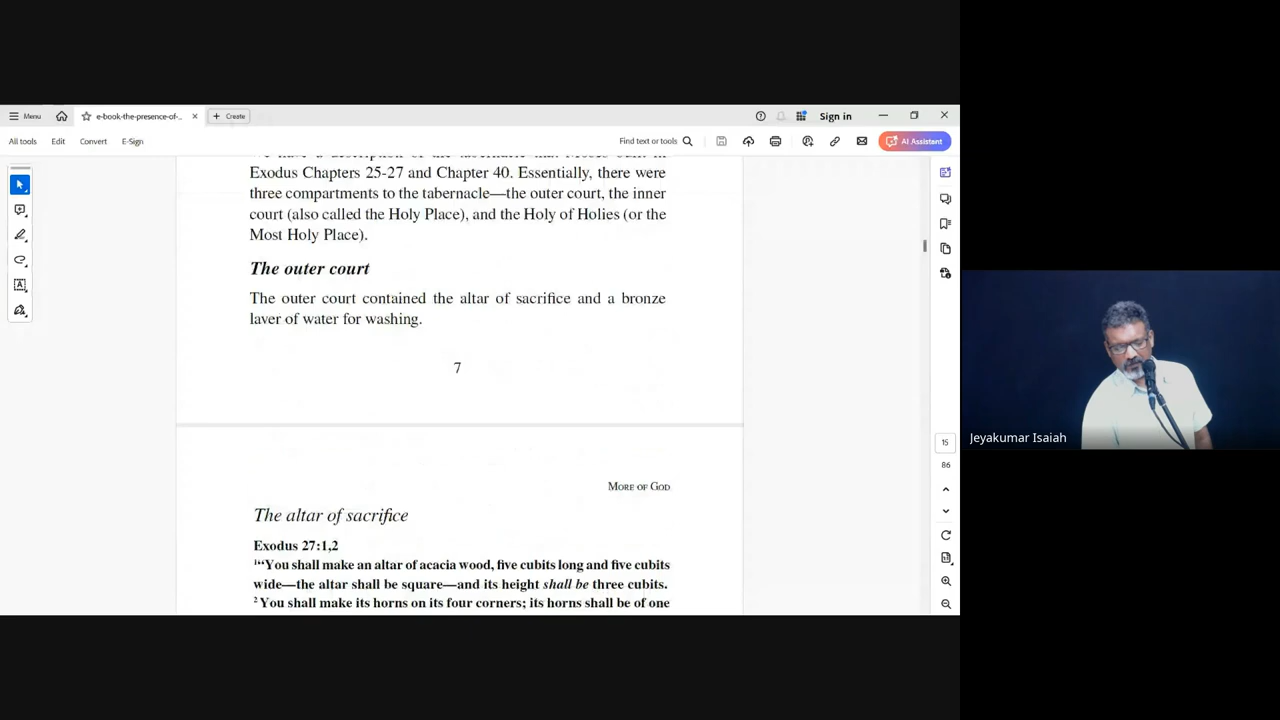 Menu
e-book-the-presence-of-...
Create
Sign in
All tools
Edit
Convert
E-Sign
Find text or tools
AI Assistant
Exodus Chapters 25-27 and Chapter 40. Essentially, there were
three compartments to the tabernacle—the outer court, the inner
court (also called the Holy Place), and the Holy of Holies (or the
Most Holy Place).
The outer court
The outer court contained the altar of sacrifice and a bronze
laver of water for washing.
7
More of God
The altar of sacrifice
Exodus 27:1,2
1“You shall make an altar of acacia wood, five cubits long and five cubits
wide—the altar shall be square—and its height shall be three cubits.
2 You shall make its horns on its four corners; its horns shall be of one
15
86
Jeyakumar Isaiah